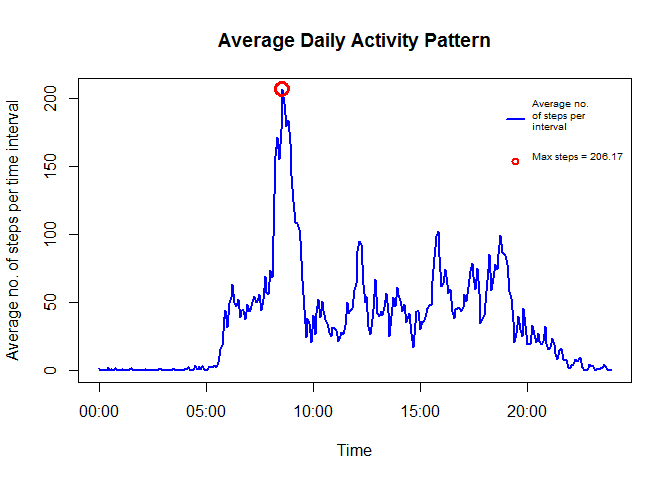 Average Daily Activity Pattern
Average no. of steps per time interval
200
150
100
50
0
Average no.
of steps per
interval
Max steps = 206.17
00:00 05:00 10:00 15:00 20:00
Time